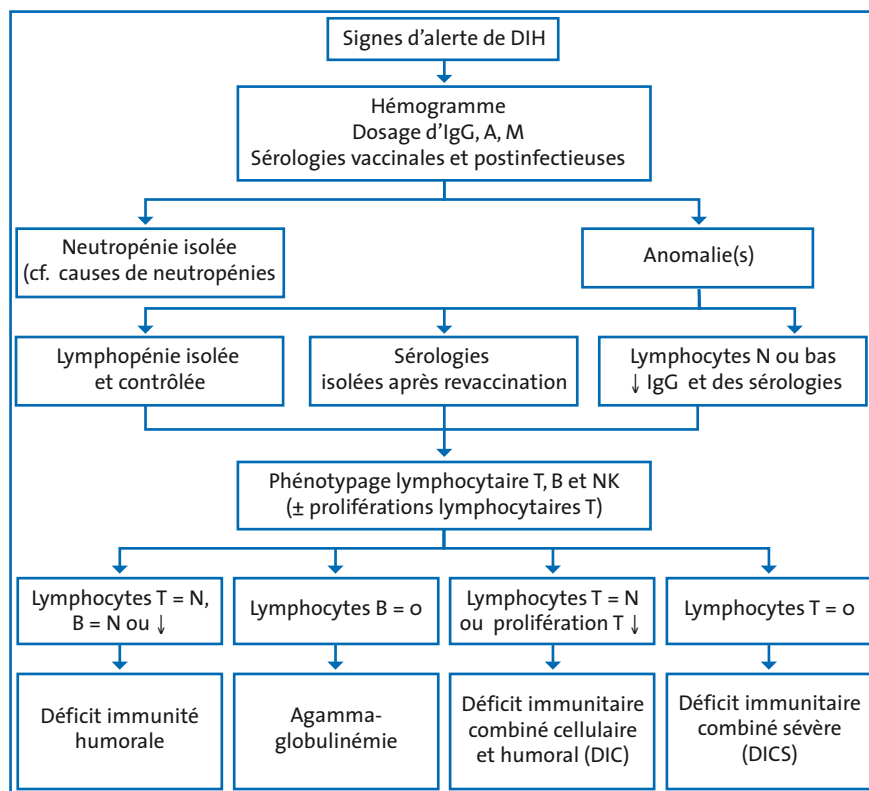 Signes d’alerte de DIH
Hémogramme
Dosage d’IgG, A, M
Sérologies vaccinales et postinfectieuses
Neutropénie isolée
(cf. causes de neutropénies
Anomalie(s)
Lymphopénie isolée
et contrôlée
Sérologies
isolées après revaccination
Lymphocytes N ou bas
↓ IgG et des sérologies
Phénotypage lymphocytaire T, B et NK
(± proliférations lymphocytaires T)
Lymphocytes T = N,
B = N ou ↓
Lymphocytes B = 0
Lymphocytes T = N
ou prolifération T ↓
Lymphocytes T = 0
Déficit immunité
humorale
Agamma-
globulinémie
Déficit immunitaire
combiné cellulaire
et humoral (DIC)
Déficit immunitaire
combiné sévère
(DICS)